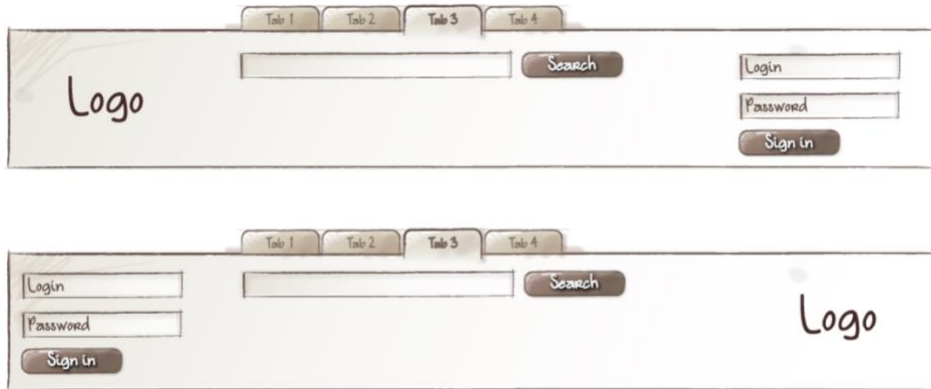 Tab 1 Tab 2 Tab 3 Tab 4
Search
Login
Logo
Password
Sign in
Tab 1 Tab 2 Tab 3 Tab 4
Login
Search
Password
Logo
Sign in